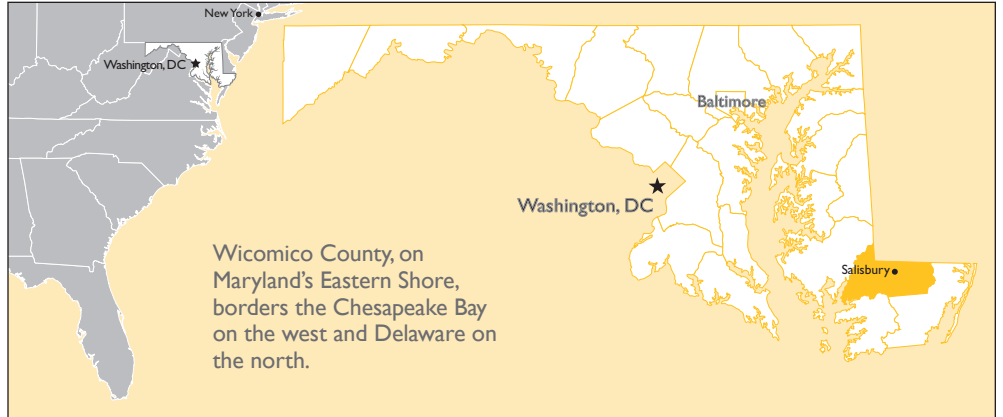 New York
Washington, DC
Baltimore
Washington, DC
Salisbury
Wicomico County, on
Maryland's Eastern Shore,
borders the Chesapeake Bay
on the west and Delaware on
the north.